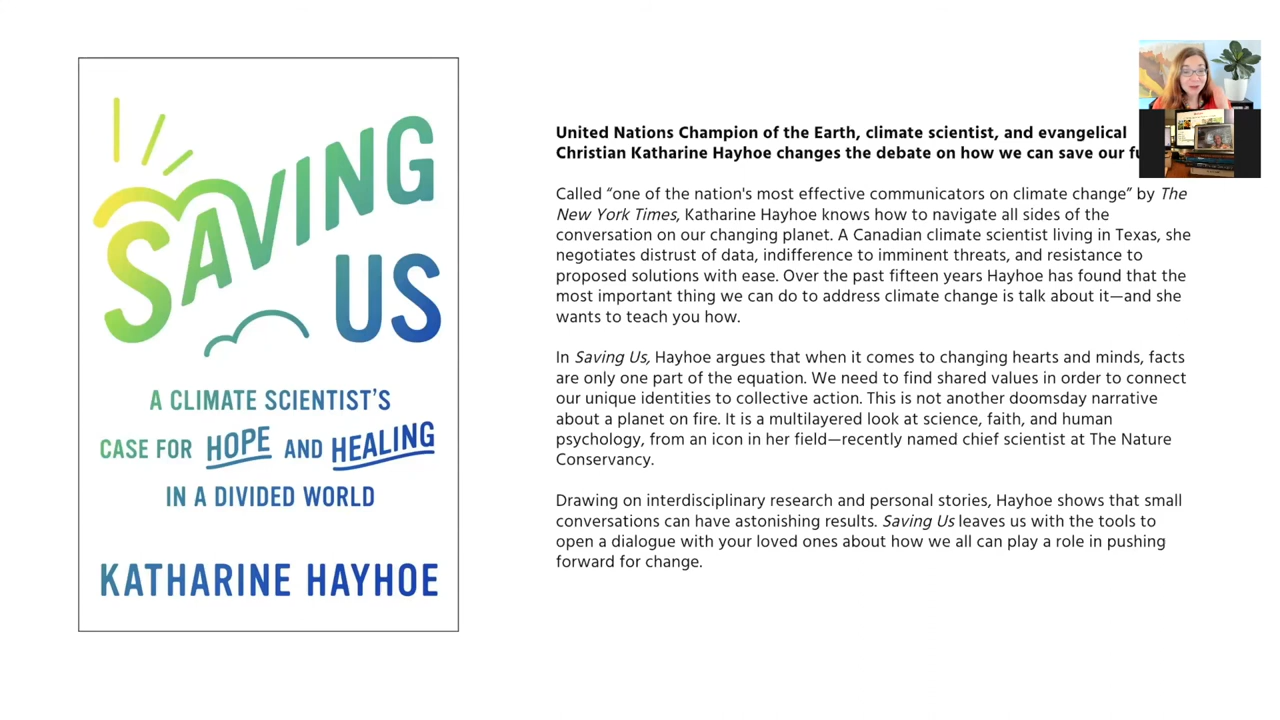 SAVING
US
A CLIMATE SCIENTIST'S
CASE FOR HOPE AND HEALING
IN A DIVIDED WORLD
KATHARINE HAYHOE
United Nations Champion of the Earth, climate scientist, and evangelical
Christian Katharine Hayhoe changes the debate on how we can save our
Called “one of the nation's most effective communicators on climate change” by The
New York Times, Katharine Hayhoe knows how to navigate all sides of the
conversation on our changing planet. A Canadian climate scientist living in Texas, she
negotiates distrust of data, indifference to imminent threats, and resistance to
proposed solutions with ease. Over the past fifteen years Hayhoe has found that the
most important thing we can do to address climate change is talk about it—and she
wants to teach you how.
In Saving Us, Hayhoe argues that when it comes to changing hearts and minds, facts
are only one part of the equation. We need to find shared values in order to connect
our unique identities to collective action. This is not another doomsday narrative
about a planet on fire. It is a multilayered look at science, faith, and human
psychology, from an icon in her field—recently named chief scientist at The Nature
Conservancy.
Drawing on interdisciplinary research and personal stories, Hayhoe shows that small
conversations can have astonishing results. Saving Us leaves us with the tools to
open a dialogue with your loved ones about how we all can play a role in pushing
forward for change.